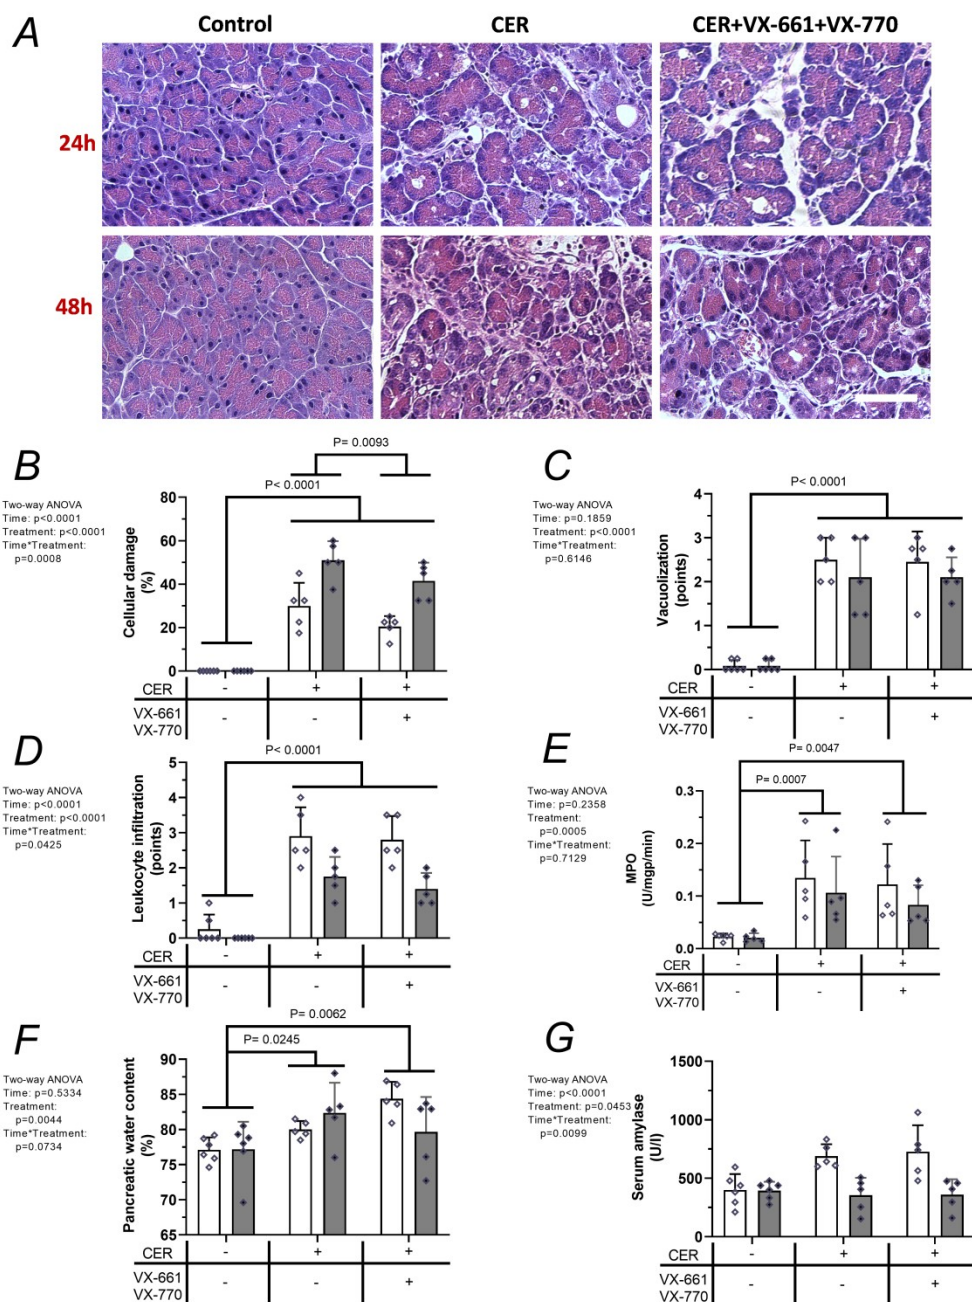 A
Control
CER
CER+VX-661+VX-770
24h
48h
B
P= 0.0093
P< 0.0001
Two-way ANOVA
Time: p<0.0001
Treatment: p<0.0001
Time*Treatment:
p=0.0008
Cellular damage
(%)
80
60
40
20
0
CER - + +
VX-661
VX-770
- - +
C
P< 0.0001
Two-way ANOVA
Time: p=0.1859
Treatment: p<0.0001
Time*Treatment:
p=0.6146
Vacuolization
(points)
4
3
2
1
0
CER - + +
VX-661
VX-770
- - +
D
P< 0.0001
Two-way ANOVA
Time: p<0.0001
Treatment: p<0.0001
Time*Treatment:
p=0.0425
Leukocyte infiltration
(points)
5
4
3
2
1
0
CER - + +
VX-661
VX-770
- - +
E
P= 0.0047
P= 0.0007
Two-way ANOVA
Time: p=0.2358
Treatment:
p=0.0005
Time*Treatment:
p=0.7129
MPO
(U/mgp/min)
0.3
0.2
0.1
0.0
CER - + +
VX-661
VX-770
- - +
F
P= 0.0062
P= 0.0245
Two-way ANOVA
Time: p=0.5334
Treatment:
p=0.0044
Time*Treatment:
p=0.0734
Pancreatic water content
(%)
90
85
80
75
70
65
CER - + +
VX-661
VX-770
- - +
G
Two-way ANOVA
Time: p<0.0001
Treatment: p=0.0453
Time*Treatment:
p=0.0099
Serum amylase
(U/l)
1500
1000
500
0
CER - + +
VX-661
VX-770
- - +